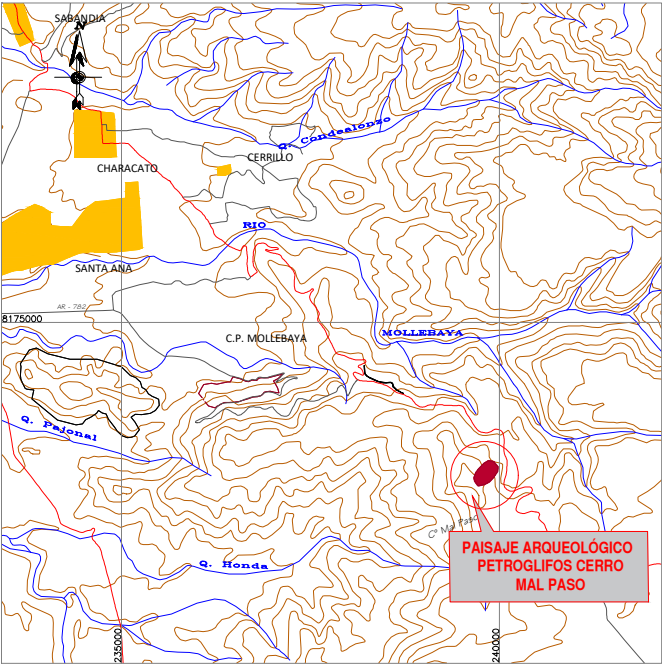 SABANDIA
N
Q. Condealonzo
CERRILLO
CHARACATO
RIO
SANTA ANA
AR - 782
8175000
MOLLEBAYA
C.P. MOLLEBAYA
Q. Pajonal
C° Mal Paso
PAISAJE ARQUEOLÓGICO
PETROGLIFOS CERRO
MAL PASO
Q. Honda
235000
240000